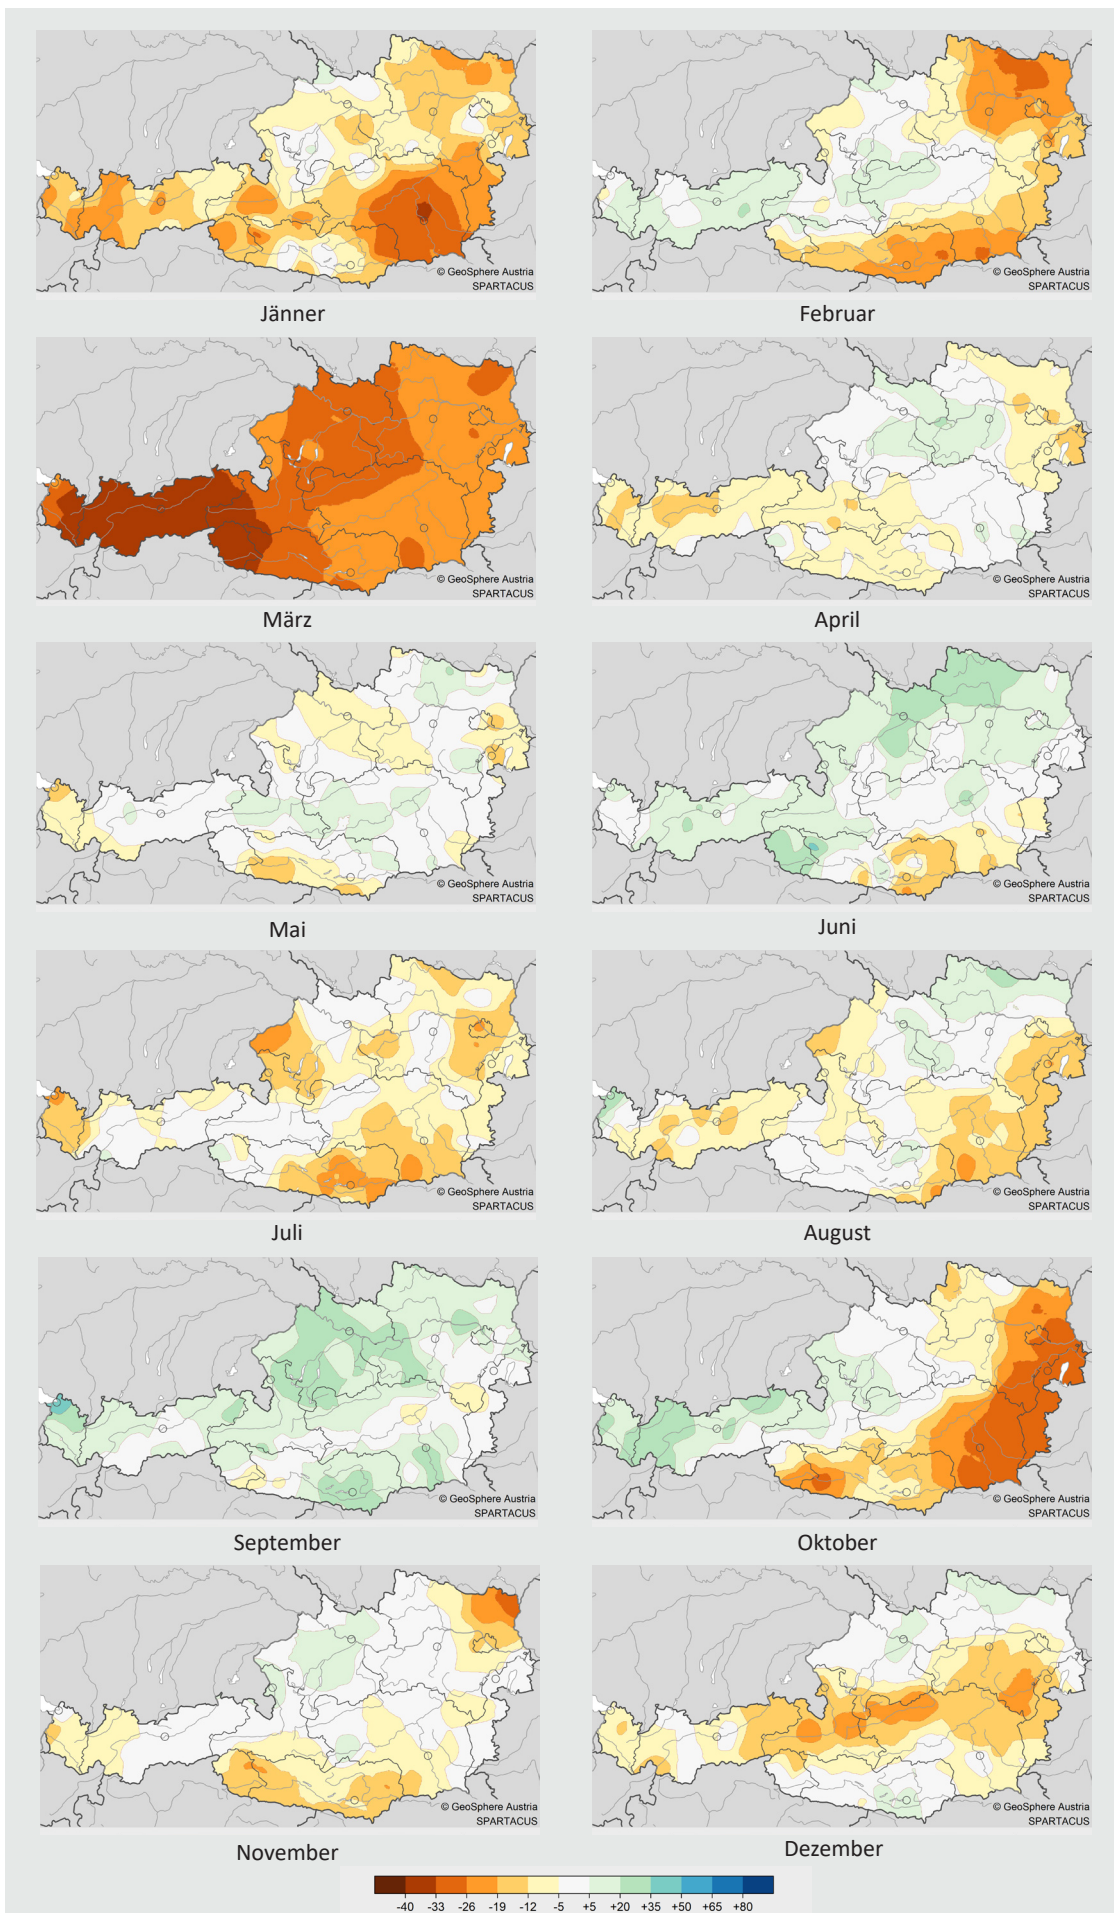 © GeoSphere Austria
SPARTACUS
© GeoSphere Austria
SPARTACUS
Jänner
Februar
© GeoSphere Austria
SPARTACUS
© GeoSphere Austria
SPARTACUS
März
April
© GeoSphere Austria
SPARTACUS
© GeoSphere Austria
SPARTACUS
Mai
Juni
© GeoSphere Austria
SPARTACUS
© GeoSphere Austria
SPARTACUS
Juli
August
© GeoSphere Austria
SPARTACUS
© GeoSphere Austria
SPARTACUS
September
Oktober
© GeoSphere Austria
SPARTACUS
© GeoSphere Austria
SPARTACUS
November
Dezember
-40 -33 -26 -19 -12 -5 +5 +20 +35 +50 +65 +80